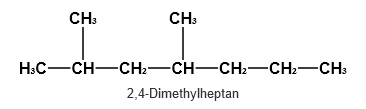 CH₃ CH₃
H₃C—CH—CH₂—CH—CH₂—CH₂—CH₃
2,4-Dimethylheptan